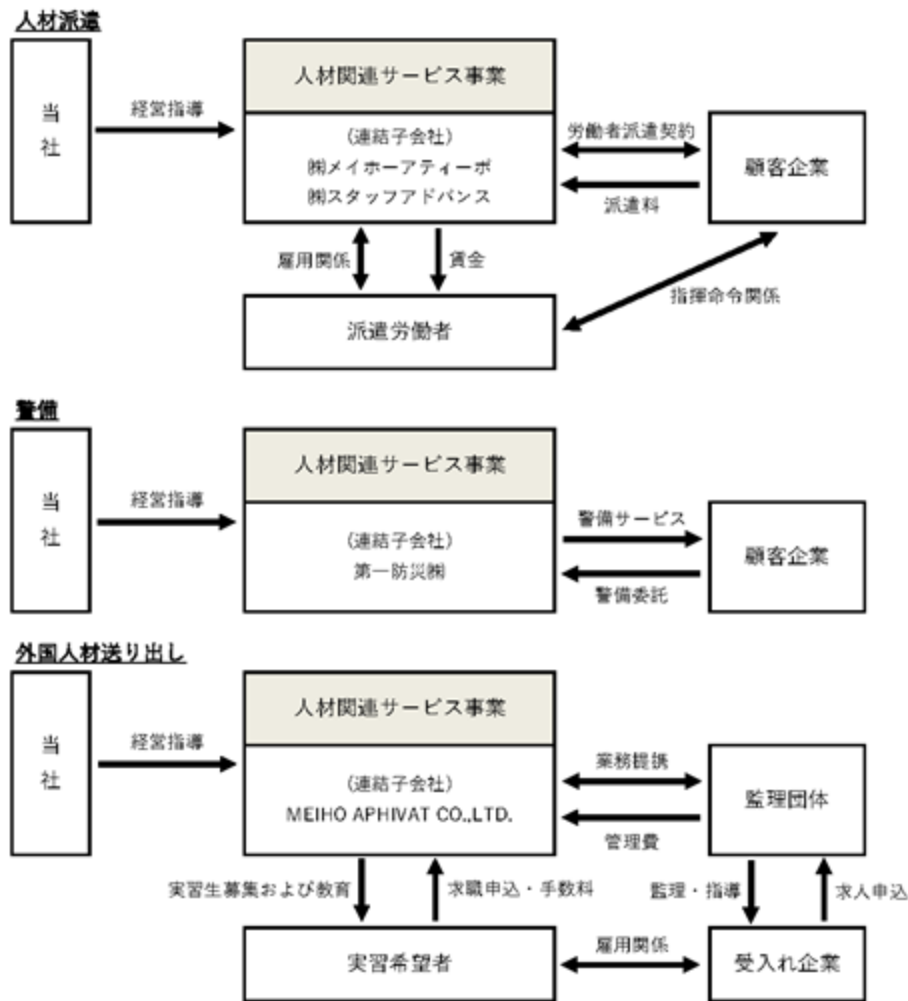 人材派遣
当
社
経営指導
人材関連サービス事業
(連結子会社)
㈱メイホーアティーボ
㈱スタッフアドバンス
労働者派遣契約
派遣料
顧客企業
雇用関係
賃金
指揮命令関係
派遣労働者
警備
当
社
経営指導
人材関連サービス事業
(連結子会社)
第一防災㈱
警備サービス
警備委託
顧客企業
外国人材送り出し
当
社
経営指導
人材関連サービス事業
(連結子会社)
MEIHO APHIVAT CO.,LTD.
業務提携
管理費
監理団体
実習生募集および教育
求職申込・手数料
監理・指導
求人申込
実習希望者
雇用関係
受入れ企業